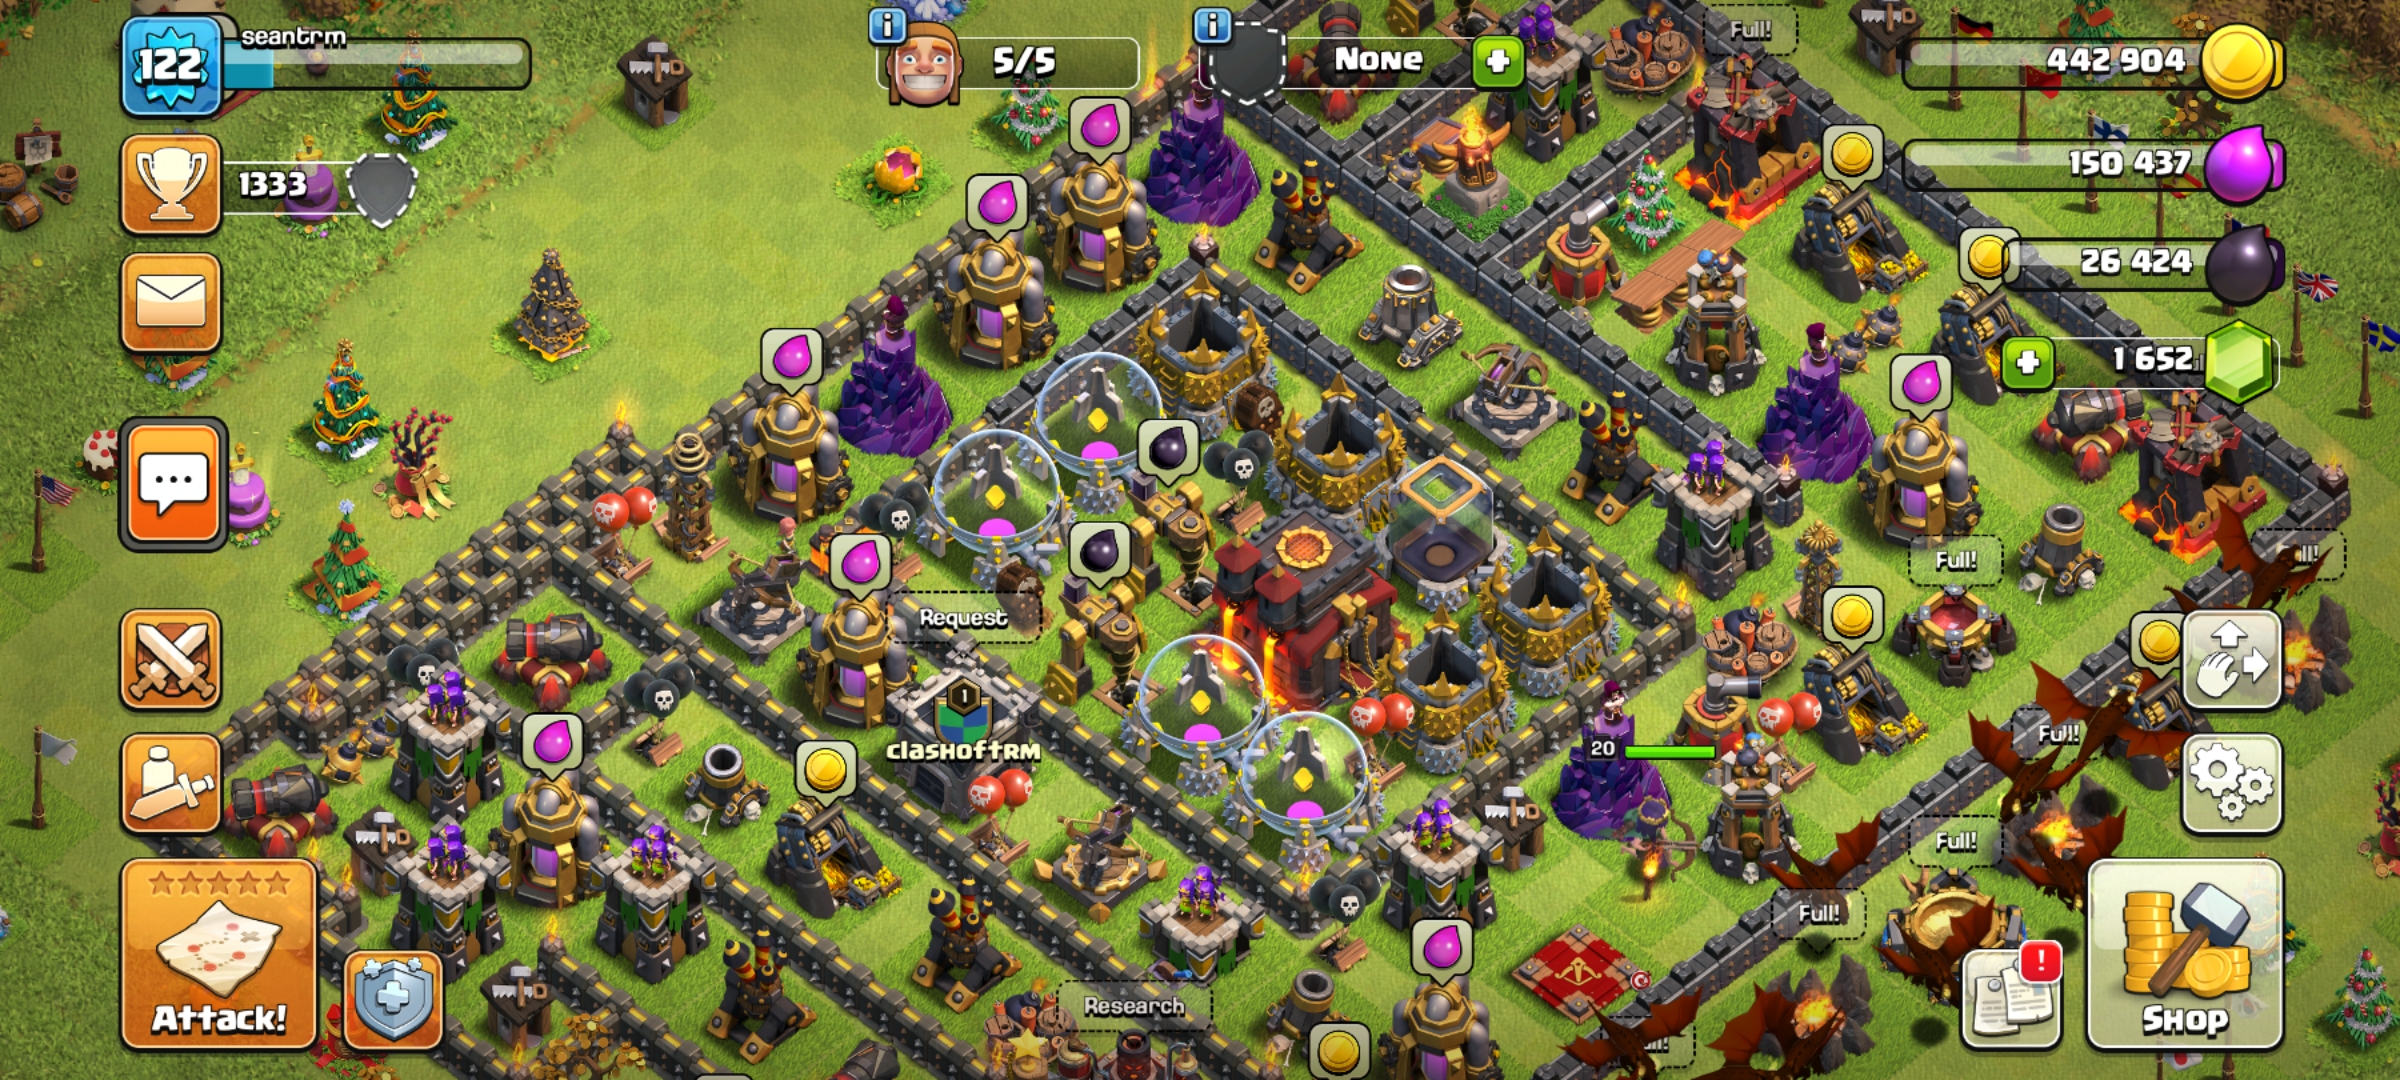 122
seantrm
5/5
None
Full!
442 904
1333
150 437
26 424
1 652
Full!
Request
1
clashofTRM
Full!
20
Full!
Full!
Attack!
Research
Shop